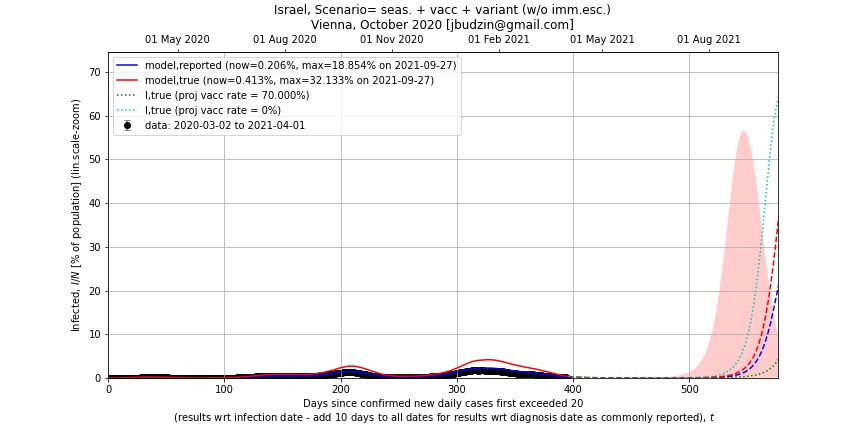 Israel, Scenario= seas. + vacc + variant (w/o imm.esc.)
Vienna, October 2020 [jbudzin@gmail.com]
01 May 2020 01 Aug 2020 01 Nov 2020 01 Feb 2021 01 May 2021 01 Aug 2021
model,reported (now=0.206%, max=18.854% on 2021-09-27)
model,true (now=0.413%, max=32.133% on 2021-09-27)
I,true (proj vacc rate = 70.000%)
I,true (proj vacc rate = 0%)
data: 2020-03-02 to 2021-04-01
Infected, I/N [% of population] (lin.scale-zoom)
70
60
50
40
30
20
10
0
0 100 200 300 400 500
Days since confirmed new daily cases first exceeded 20
(results wrt infection date - add 10 days to all dates for results wrt diagnosis date as commonly reported), t